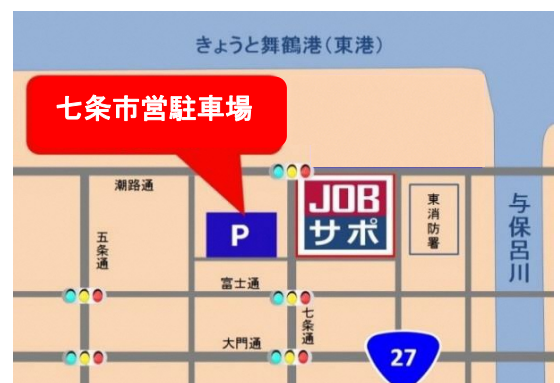 きょうと舞鶴港(東港)
七条市営駐車場
潮路通
JOB
サポ
東消防署
与保呂川
五条通
P
富士通
七条通
大門通
27